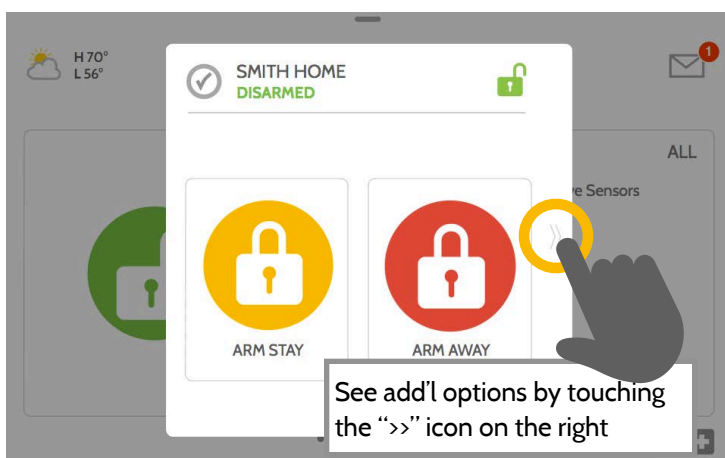 H 70°
L 56°
1
SMITH HOME
DISARMED
ALL
ve Sensors
ARM STAY
ARM AWAY
See add'l options by touching
the “>>” icon on the right